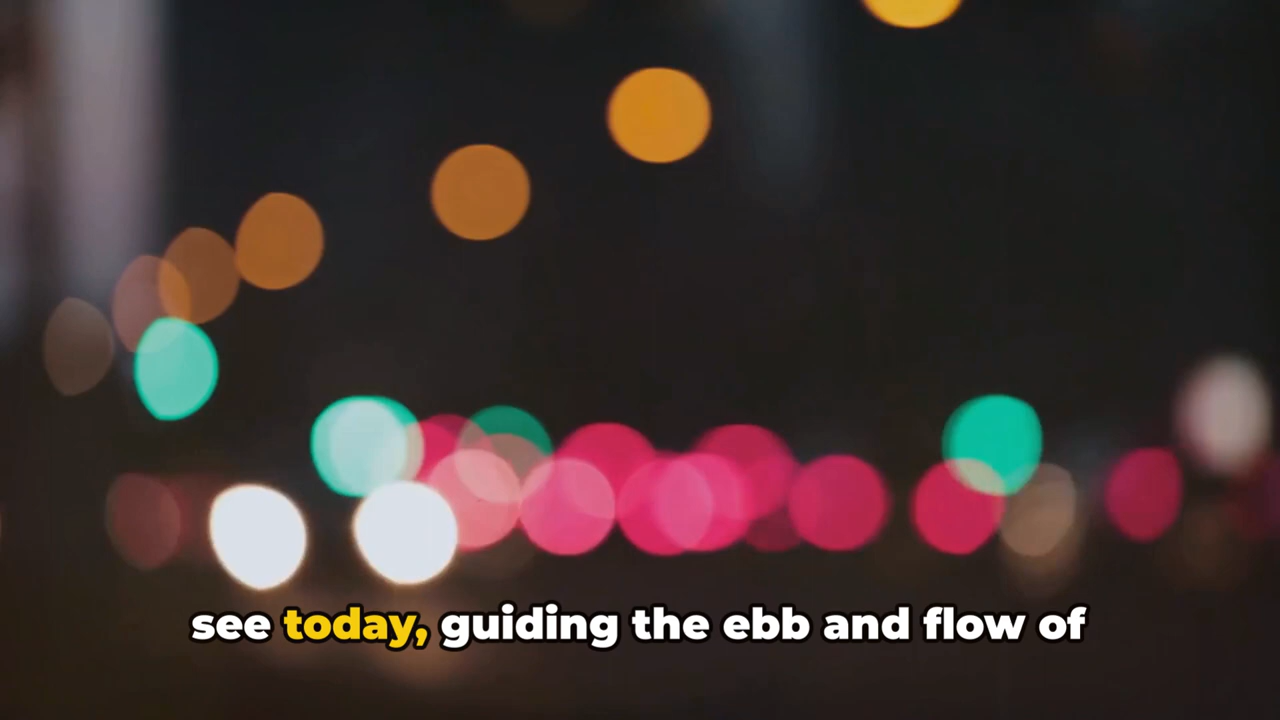 see today, guiding the ebb and flow of